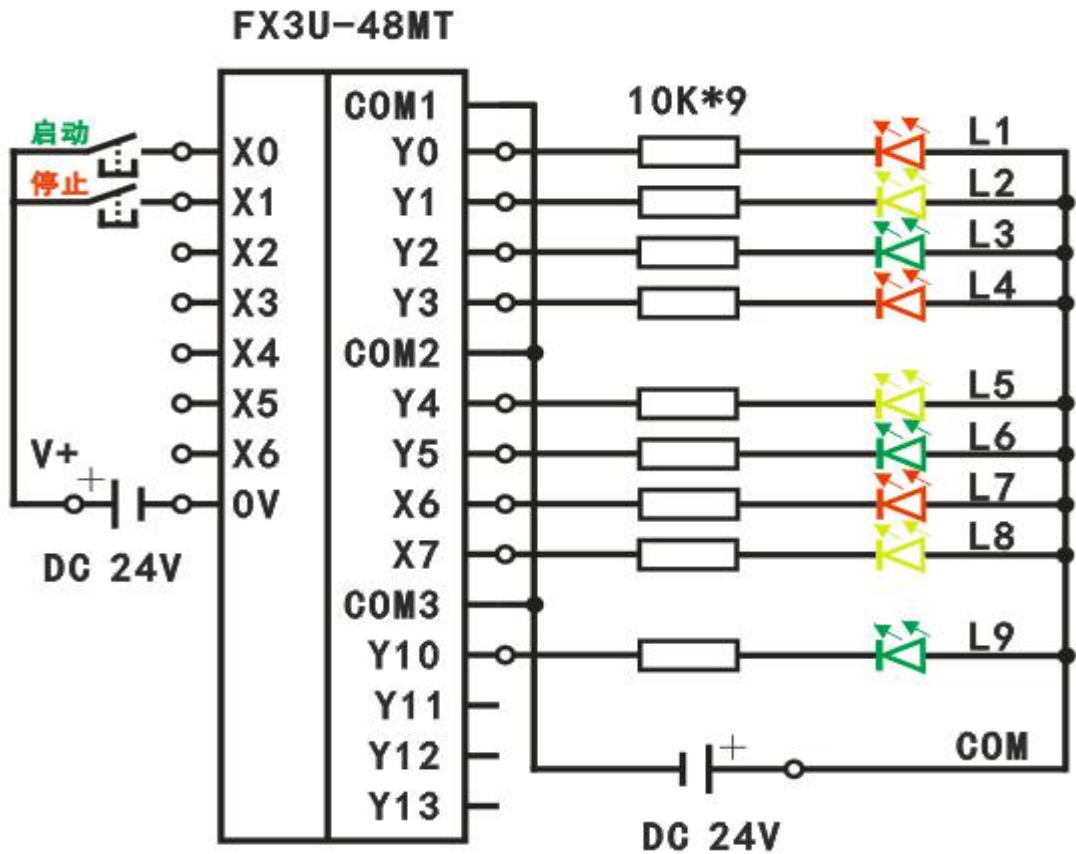 FX3U-48MT
COM1
10K*9
启动
X0
Y0
L1
停止
X1
Y1
L2
X2
Y2
L3
X3
Y3
L4
X4
COM2
X5
Y4
L5
V+
X6
Y5
L6
+
0V
X6
L7
DC 24V
X7
L8
COM3
Y10
L9
Y11
Y12
+
COM
Y13
DC 24V